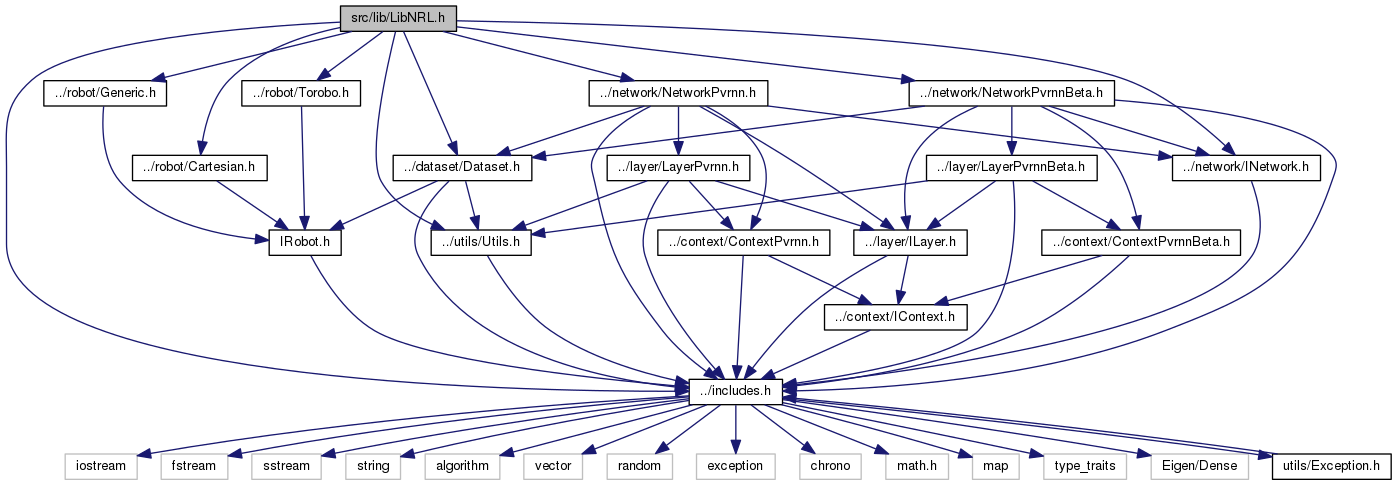 src/lib/LibNRL.h
../robot/Generic.h
../robot/Torobo.h
../network/NetworkPvrnn.h
../network/NetworkPvrnnBeta.h
../robot/Cartesian.h
../dataset/Dataset.h
../layer/LayerPvrnn.h
../layer/LayerPvrnnBeta.h
../network/INetwork.h
IRobot.h
../utils/Utils.h
../context/ContextPvrnn.h
../layer/ILayer.h
../context/ContextPvrnnBeta.h
../context/IContext.h
../includes.h
iostream
fstream
sstream
string
algorithm
vector
random
exception
chrono
math.h
map
type_traits
Eigen/Dense
utils/Exception.h